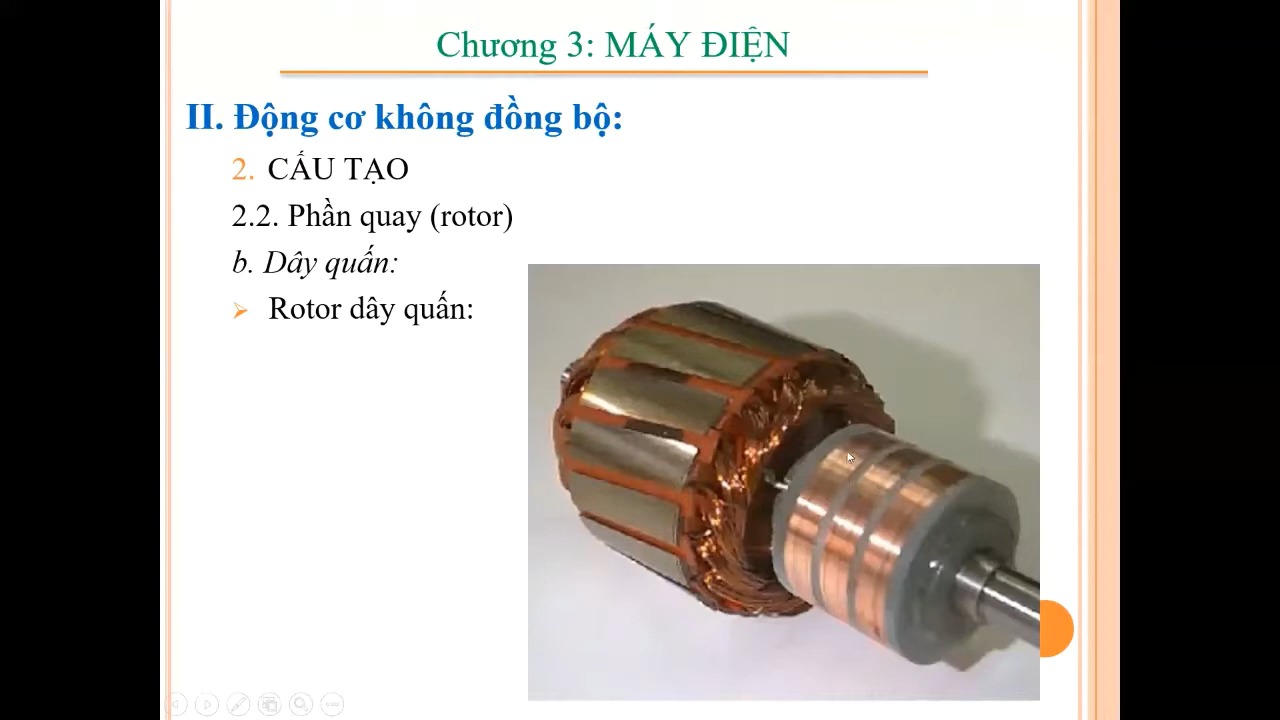 Chương 3: MÁY ĐIỆN
II. Động cơ không đồng bộ:
2. CẤU TẠO
2.2. Phần quay (rotor)
b. Dây quấn:
Rotor dây quấn: